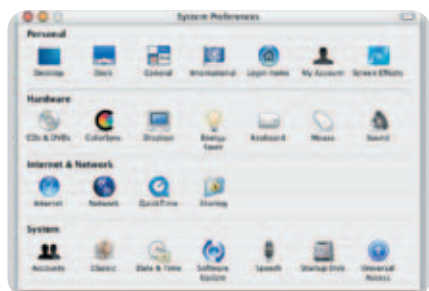 System Preferences
Personal
Desktop Dock General International Login Items My Account Screen Effects
Hardware
CDs & DVDs ColorSync Displays Energy Saver Keyboard Mouse Sound
Internet & Network
Internet Network QuickTime Sharing
System
Accounts Classic Date & Time Software Update Speech Startup Disk Universal Access